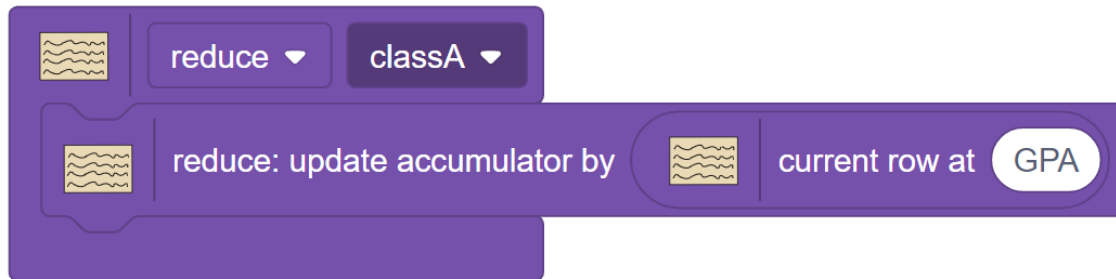 reduce classA
reduce: update accumulator by current row at GPA